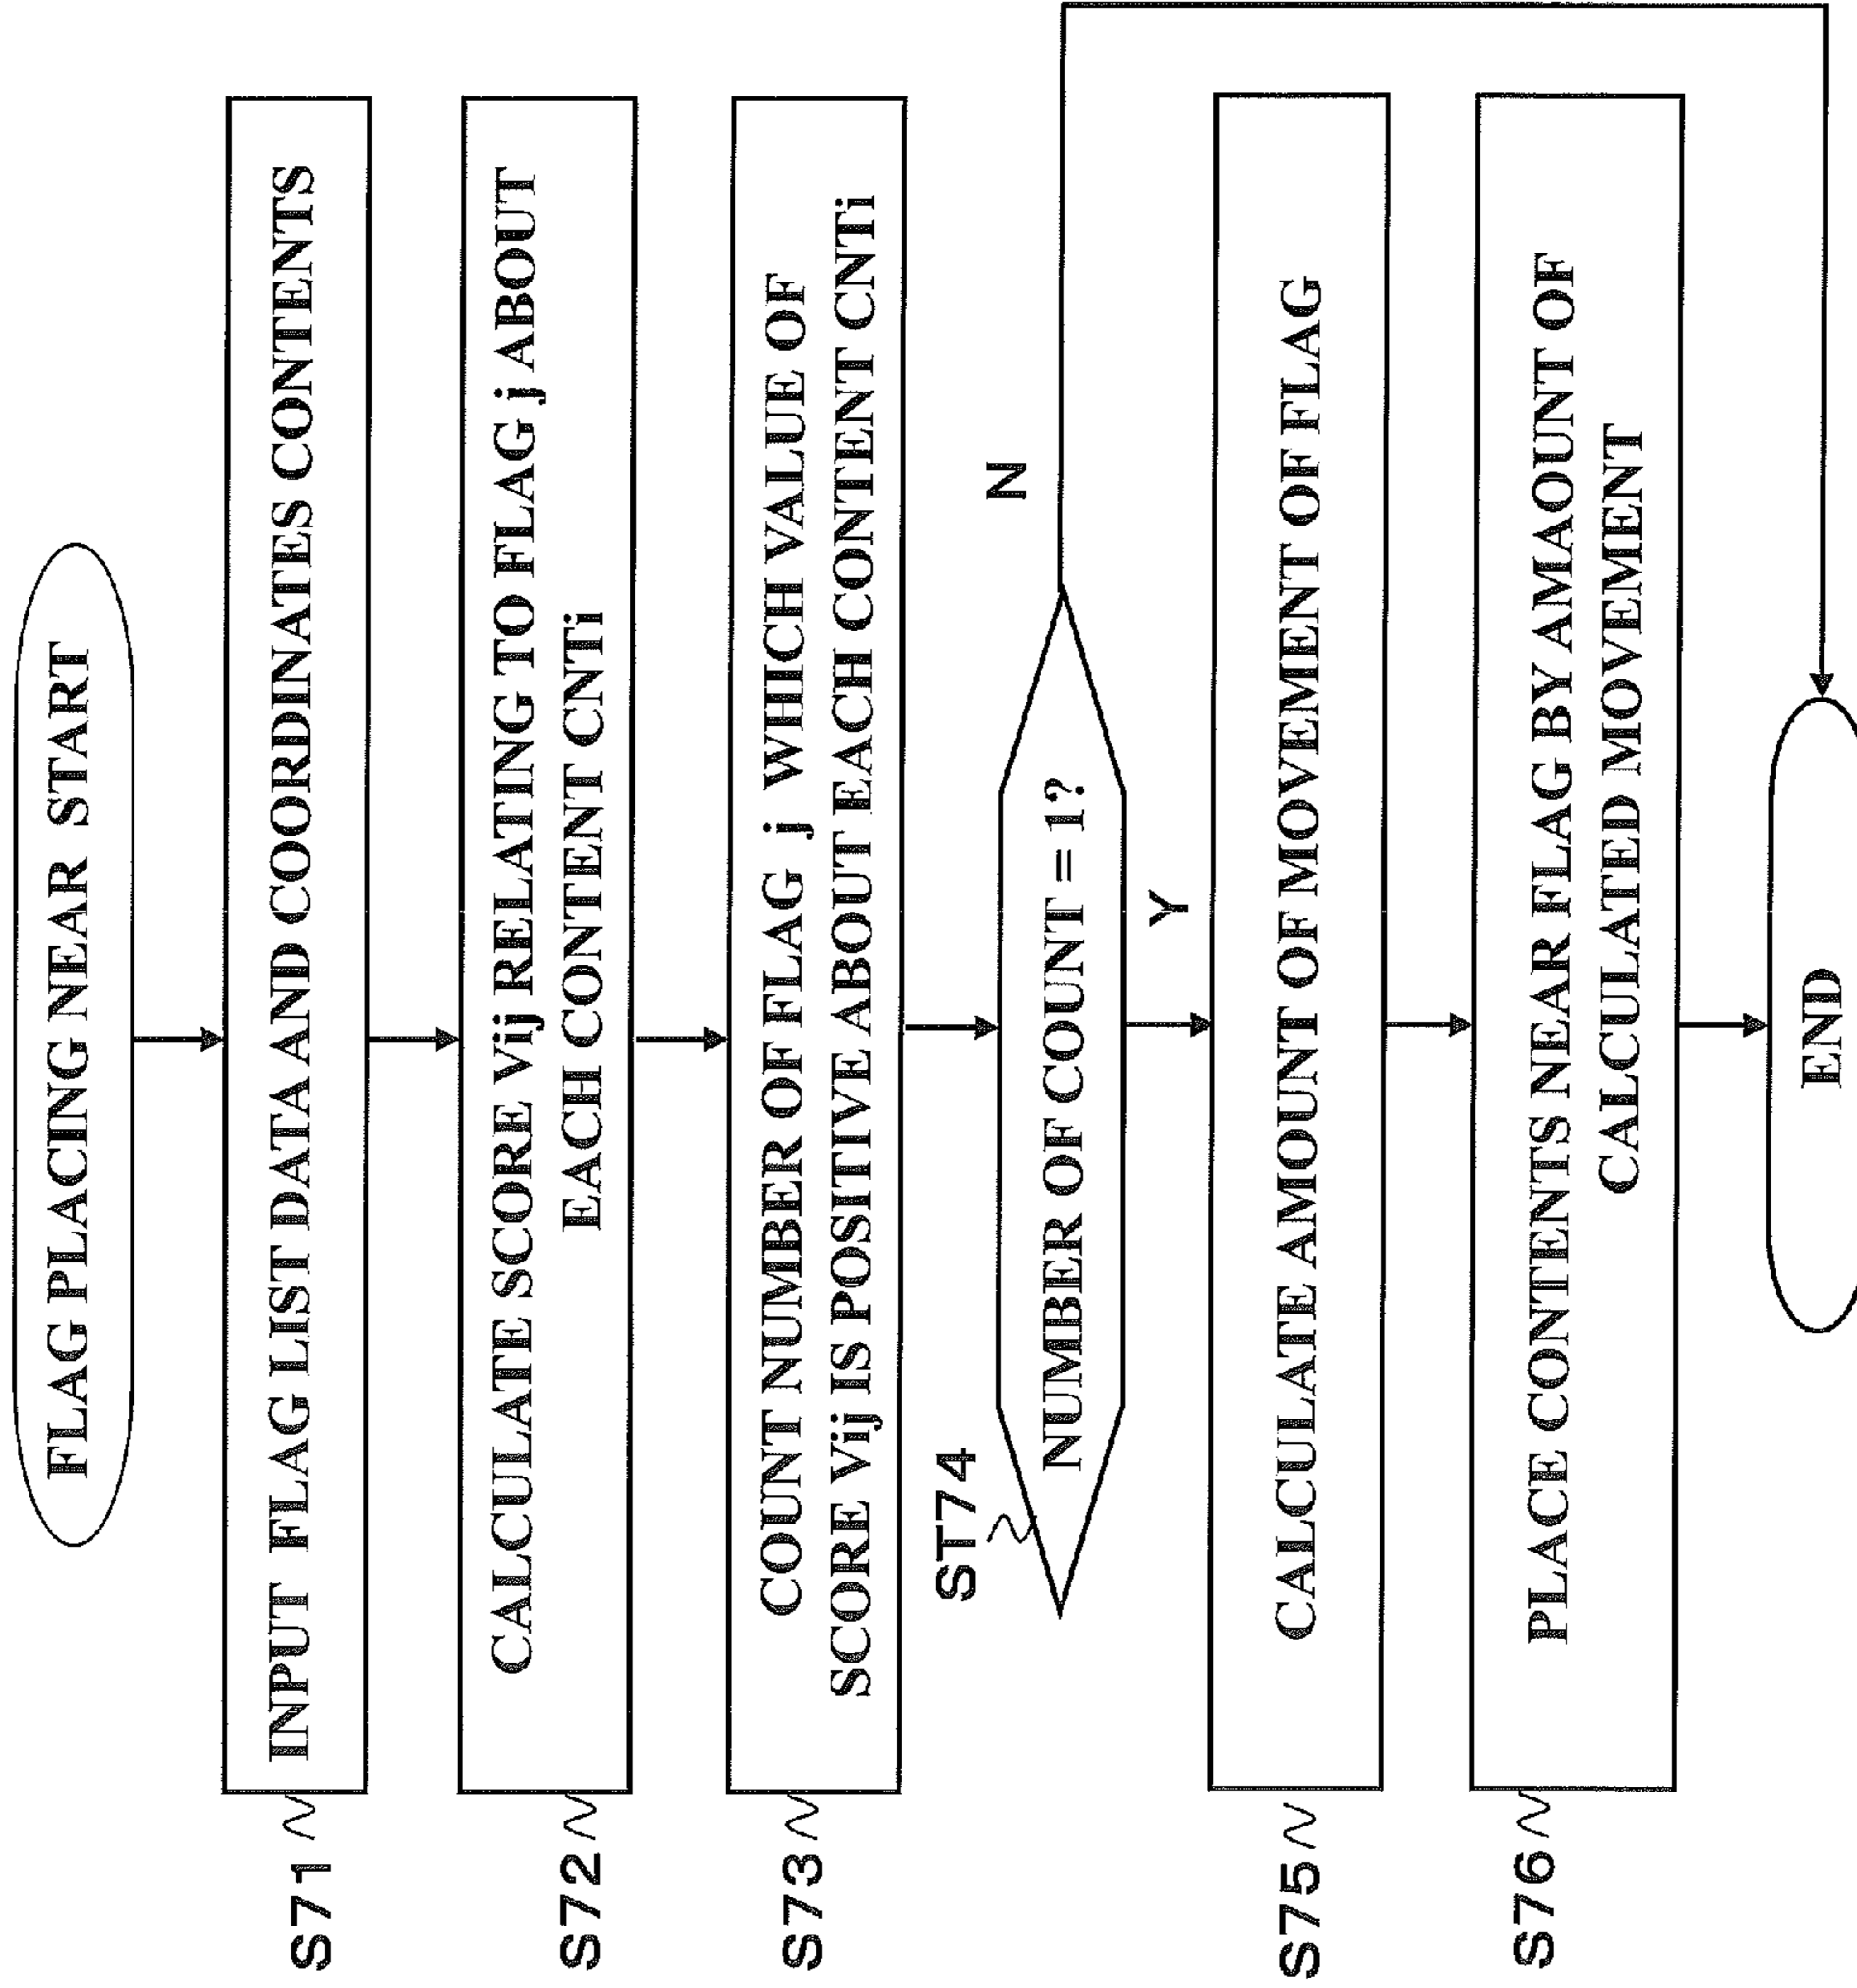 FLAG PLACING NEAR START
S71
INPUT FLAG LIST DATA AND COORDINATES CONTENTS
S72
CALCULATE SCORE Vij RELATING TO FLAG j ABOUT
EACH CONTENT CNTi
S73
COUNT NUMBER OF FLAG j WHICH VALUE OF
SCORE Vij IS POSITIVE ABOUT EACH CONTENT CNTi
ST74
NUMBER OF COUNT = 1?
N
Y
S75
CALCULATE AMOUNT OF MOVEMENT OF FLAG
S76
PLACE CONTENTS NEAR FLAG BY AMAOUNT OF
CALCULATED MOVEMENT
END